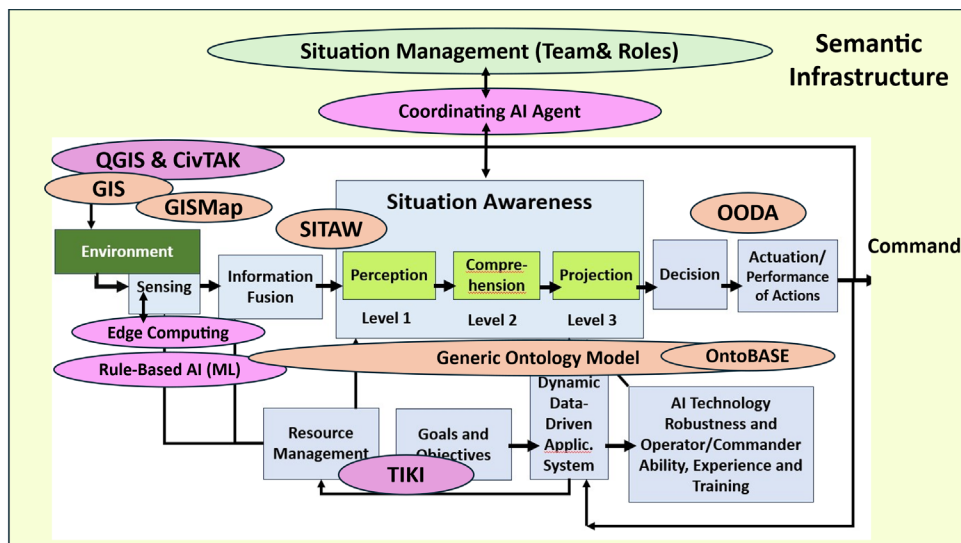 Situation Management (Team& Roles)
Semantic
Infrastructure
Coordinating AI Agent
QGIS & CivTAK
GIS
GISMap
SITAW
Situation Awareness
OODA
Environment
Sensing
Information
Fusion
Perception
Compre-
hension
Projection
Level 1
Level 2
Level 3
Decision
Actuation/
Performance
of Actions
Command
Edge Computing
Rule-Based AI (ML)
Generic Ontology Model
OntoBASE
Resource
Management
Goals and
Objectives
TIKI
Dynamic
Data-
Driven
Applic.
System
AI Technology
Robustness and
Operator/Commander
Ability, Experience and
Training